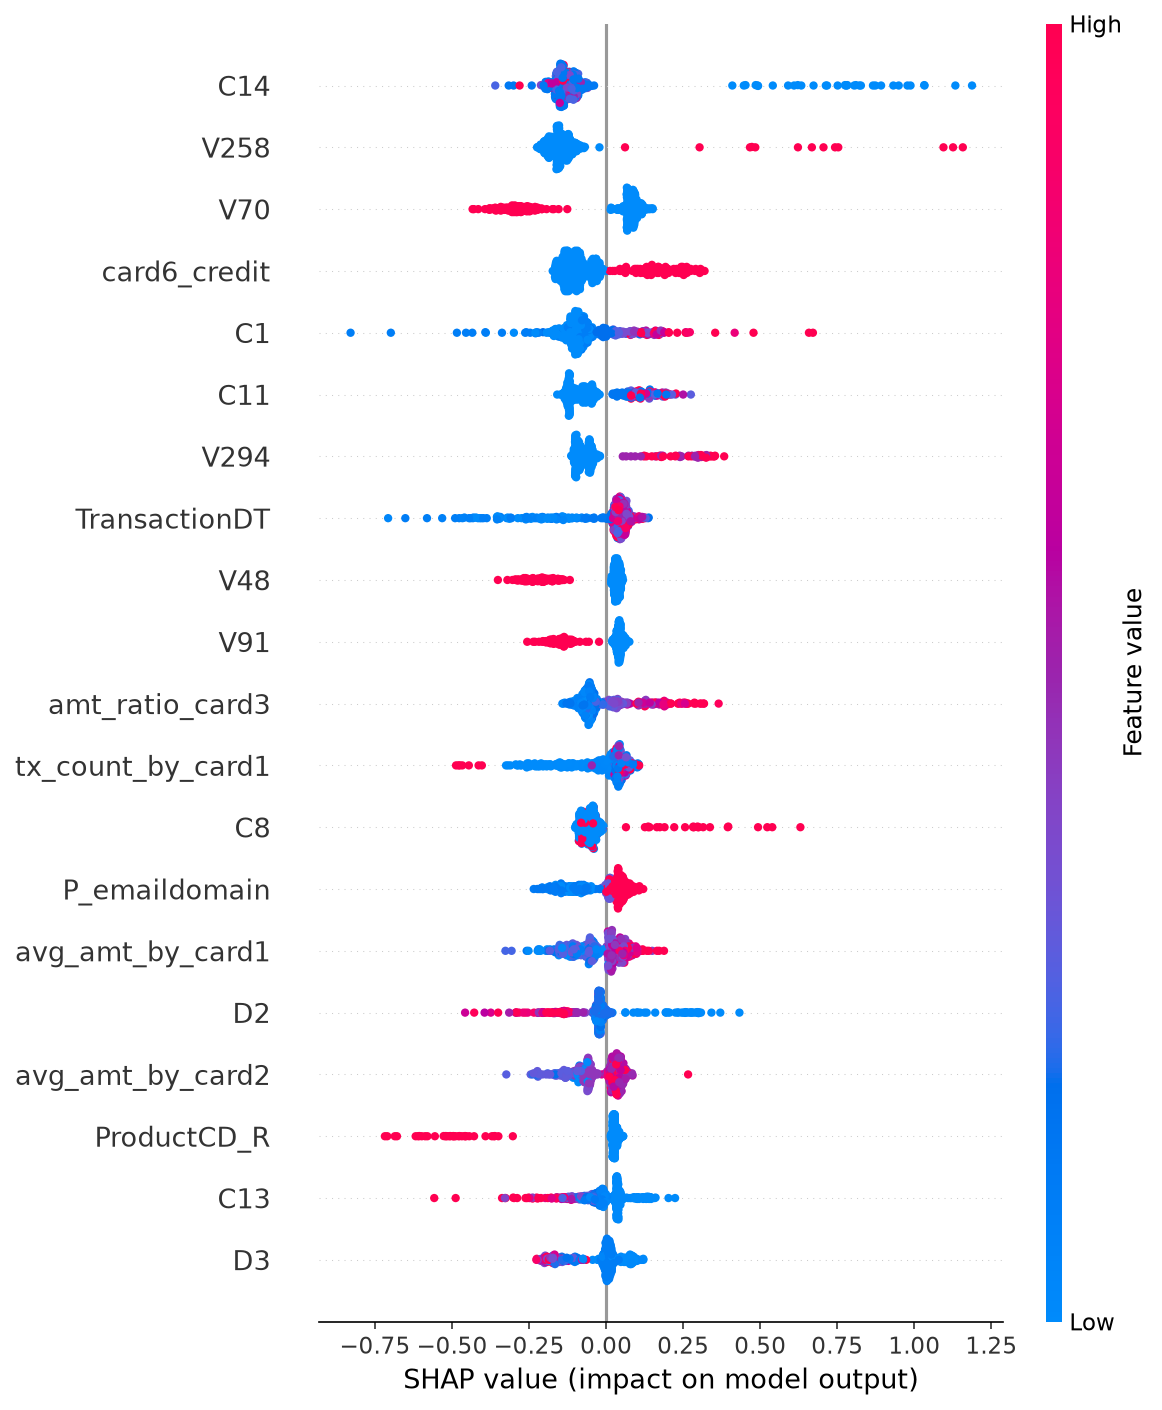 High
C14
V258
V70
card6_credit
C1
C11
V294
TransactionDT
V48
V91
amt_ratio_card3
tx_count_by_card1
C8
P_emaildomain
avg_amt_by_card1
D2
avg_amt_by_card2
ProductCD_R
C13
D3
Feature value
Low
−0.75 −0.50 −0.25 0.00 0.25 0.50 0.75 1.00 1.25
SHAP value (impact on model output)